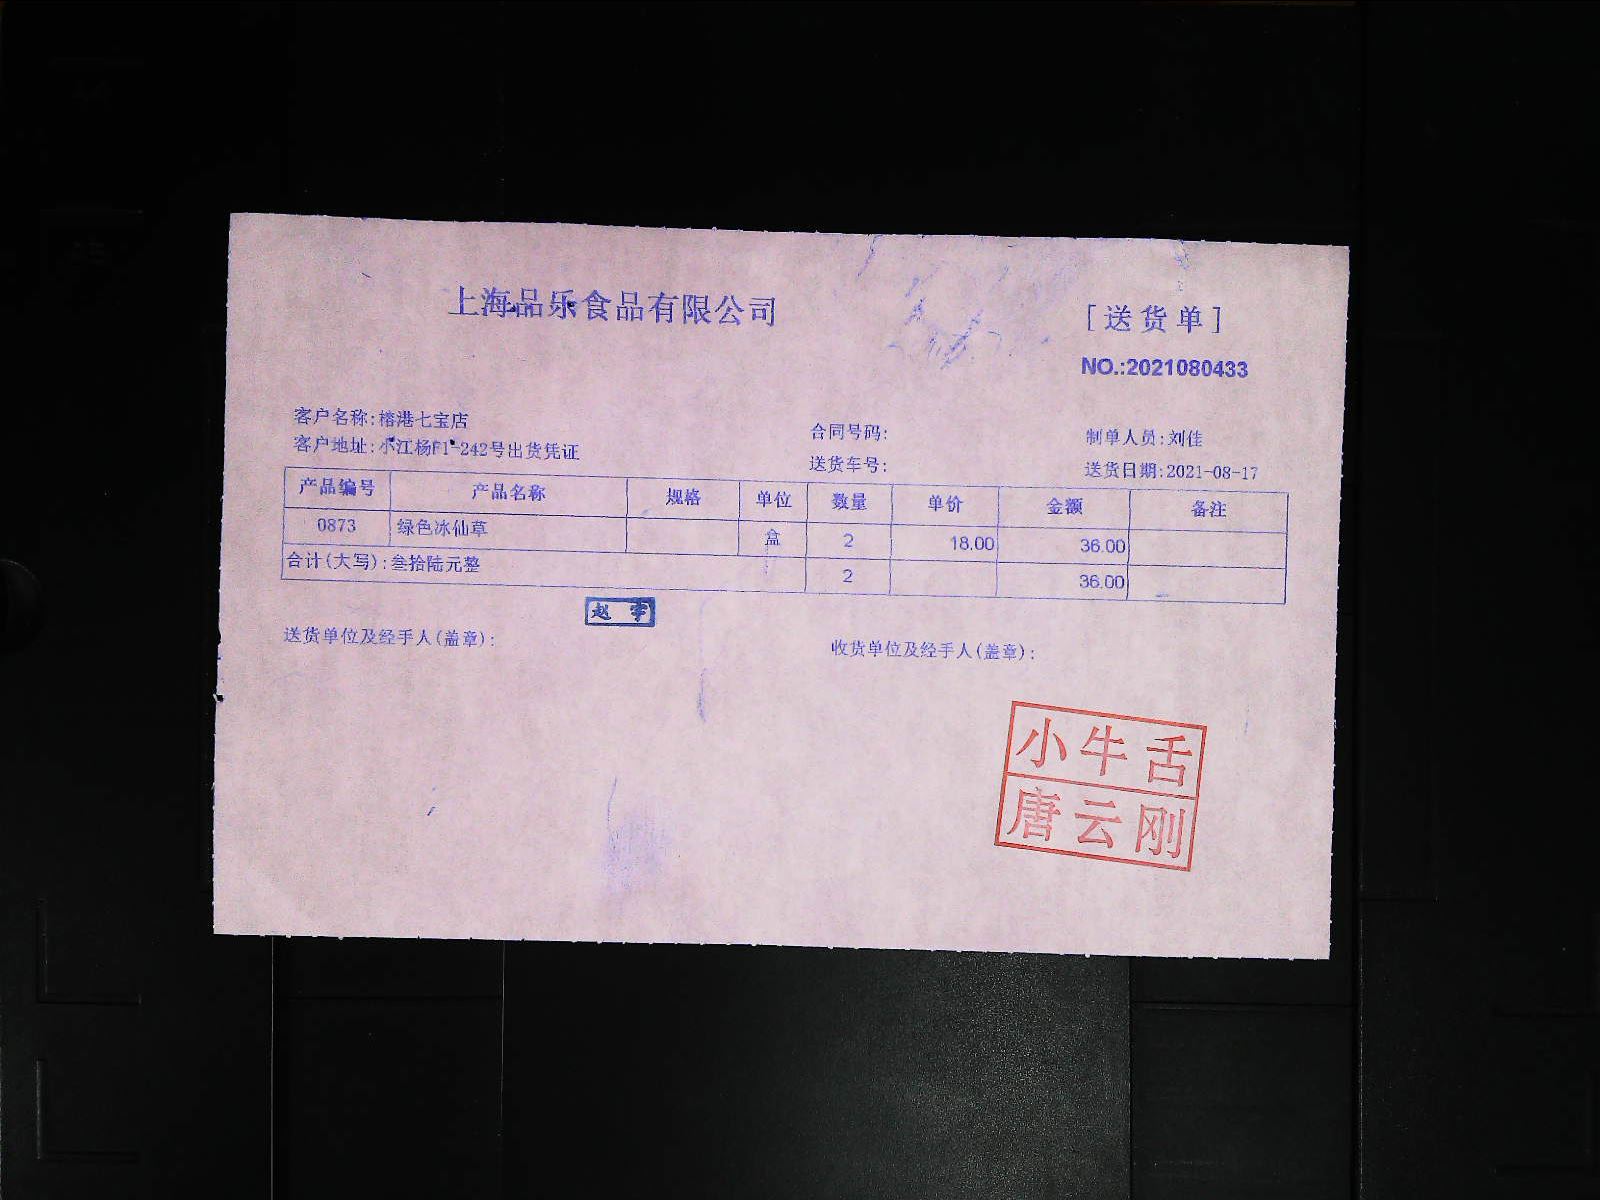 上海品乐食品有限公司
[送货单]
NO.:2021080433
客户名称:榕港七宝店
合同号码:
制单人员:刘佳
客户地址:小江杨F1-242号出货凭证
送货车号:
送货日期:2021-08-17
产品编号 产品名称 规格 单位 数量 单价 金额 备注
0873 绿色冰仙草 盒 2 18.00 36.00
合计(大写):叁拾陆元整 2 36.00
赵宇
送货单位及经手人(盖章):
收货单位及经手人(盖章):
小牛舌
唐云刚